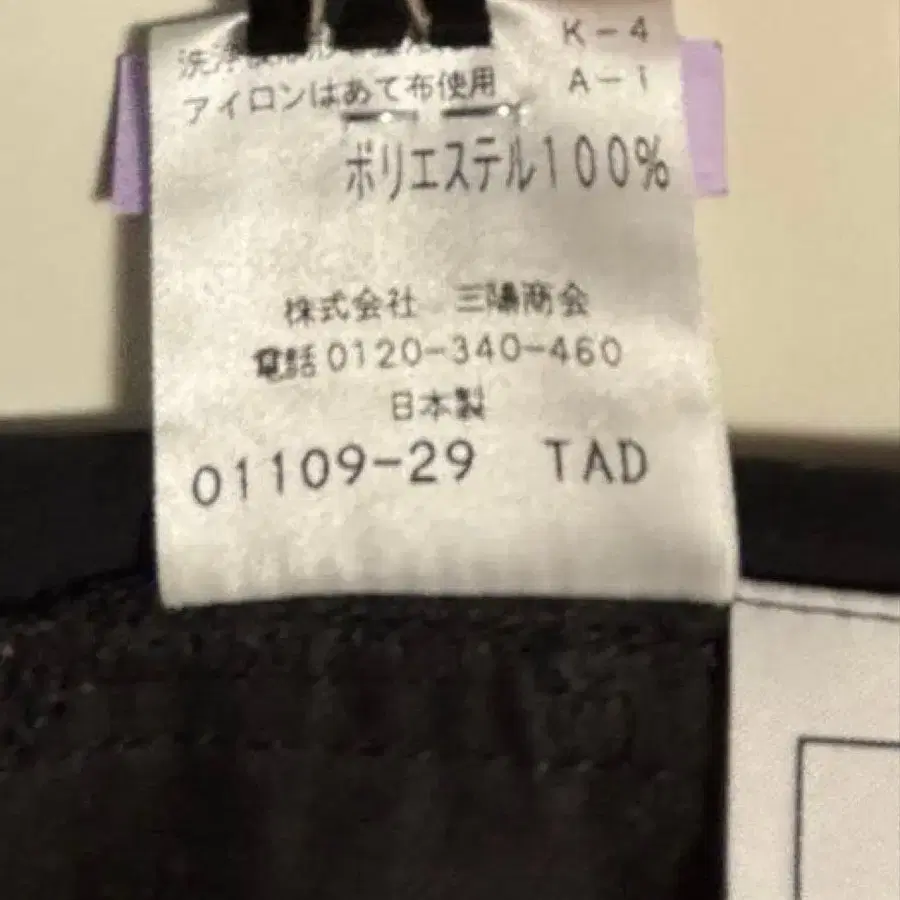 K-4
アイロンはあて布使用 A-1
ポリエステル100%
株式会社 三陽商会
電話0120-340-460
日本製
01109-29 TAD